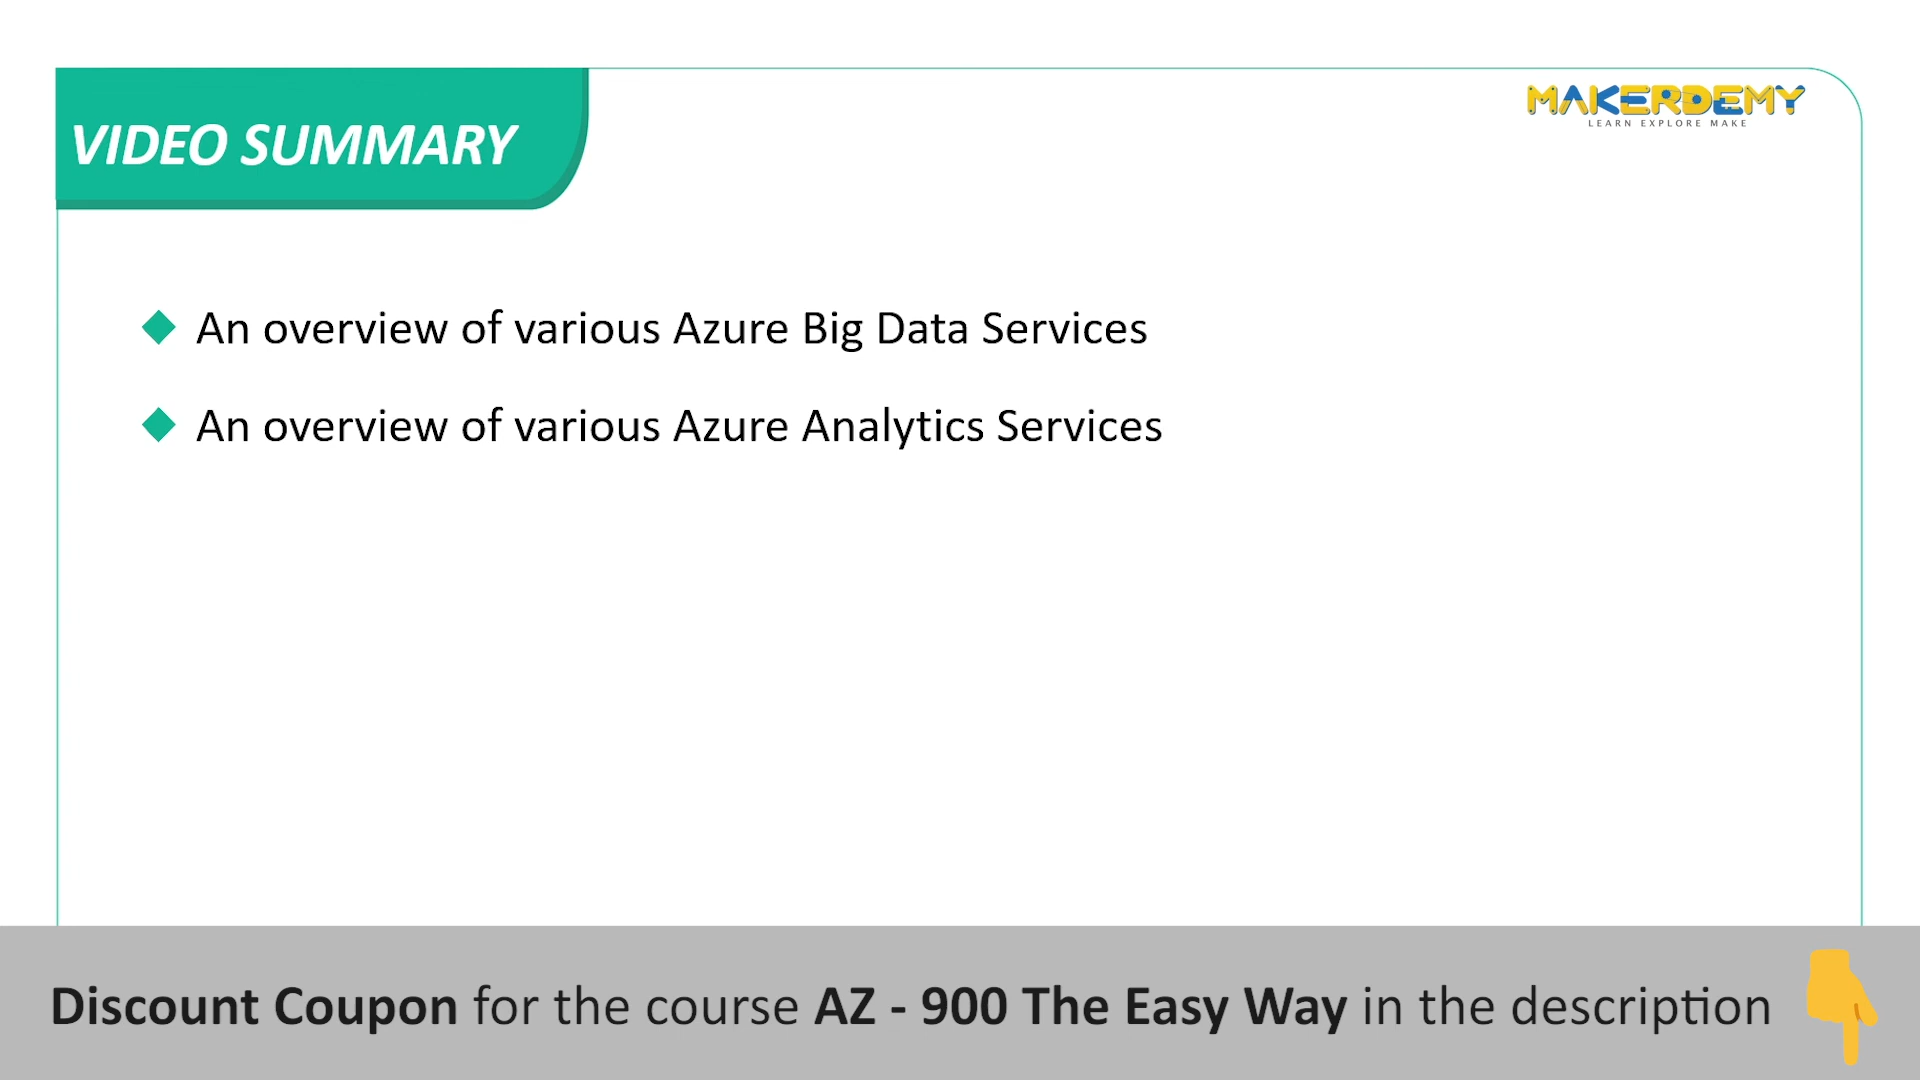 VIDEO SUMMARY
MAKERDEMY
LEARN EXPLORE MAKE
An overview of various Azure Big Data Services
An overview of various Azure Analytics Services
Discount Coupon for the course AZ - 900 The Easy Way in the description